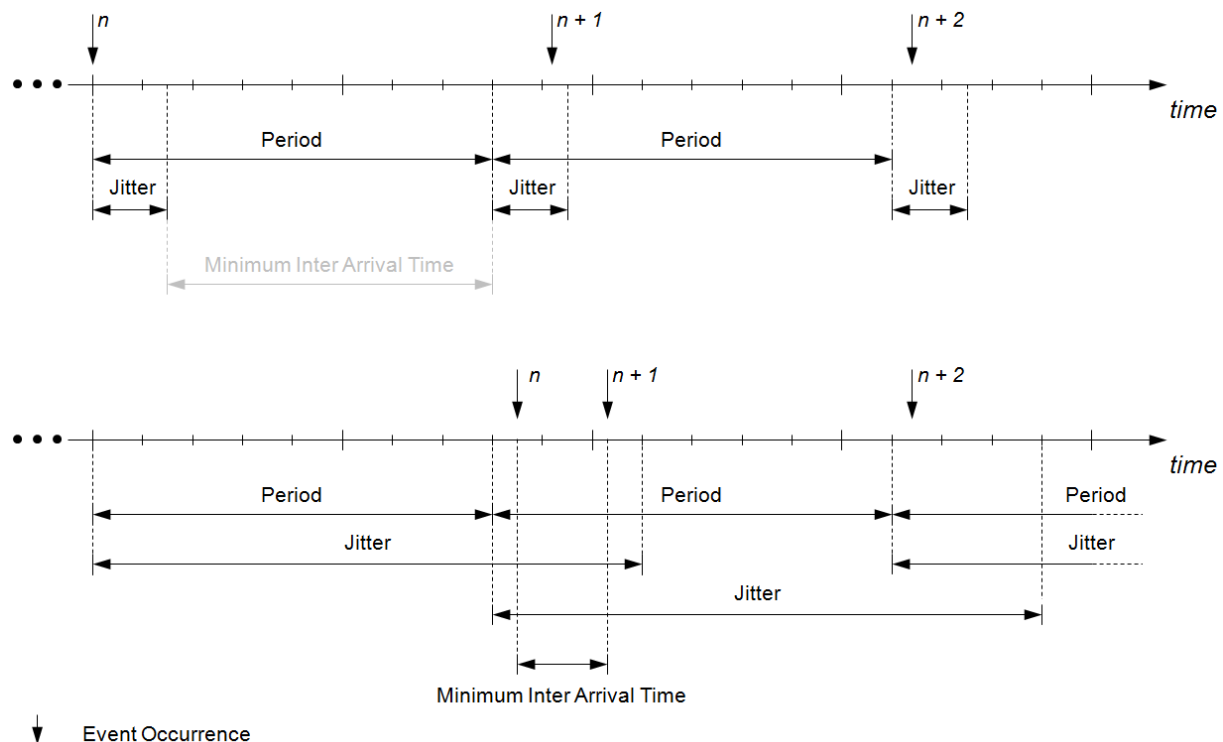 n
n + 1
n + 2
time
Period
Period
Jitter
Jitter
Jitter
Minimum Inter Arrival Time
n
n + 1
n + 2
time
Period
Period
Period
Jitter
Jitter
Jitter
Minimum Inter Arrival Time
Event Occurrence